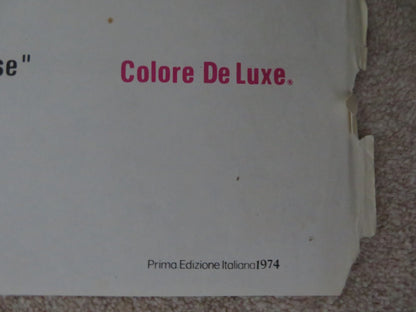 se"
Colore De Luxe®
Prima Edizione Italiana 1974